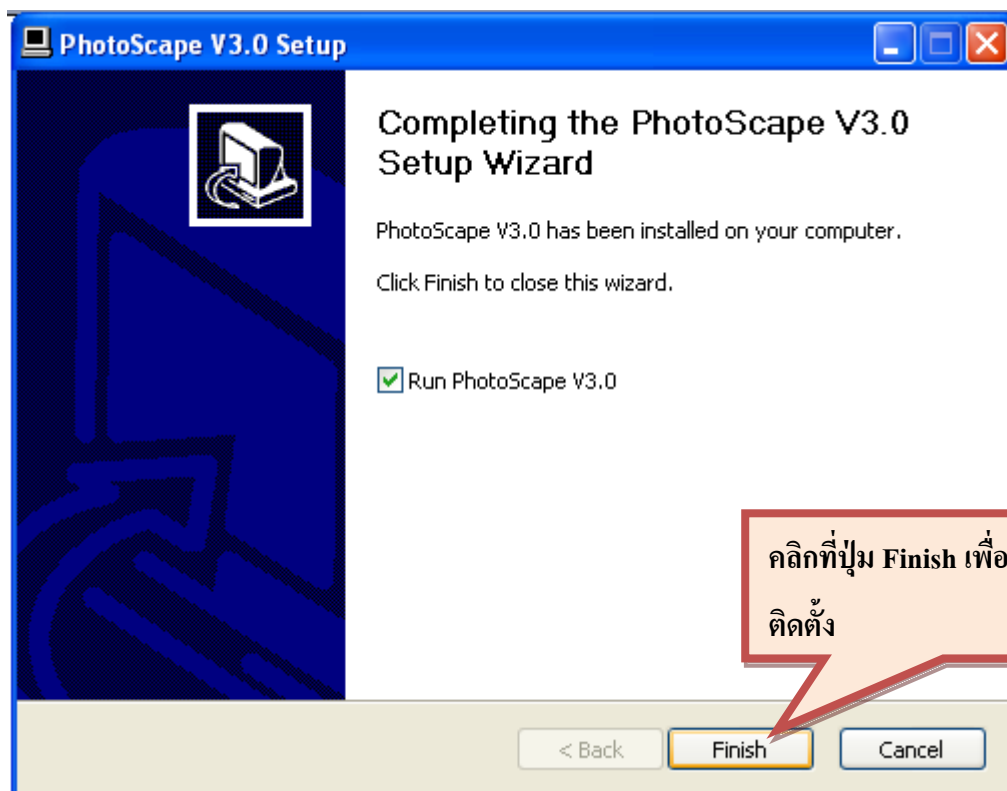 PhotoScape V3.0 Setup
Completing the PhotoScape V3.0
Setup Wizard
PhotoScape V3.0 has been installed on your computer.
Click Finish to close this wizard.
Run PhotoScape V3.0
คลิกที่ปุ่ม Finish เพื่อ
ติดตั้ง
< Back
Finish
Cancel